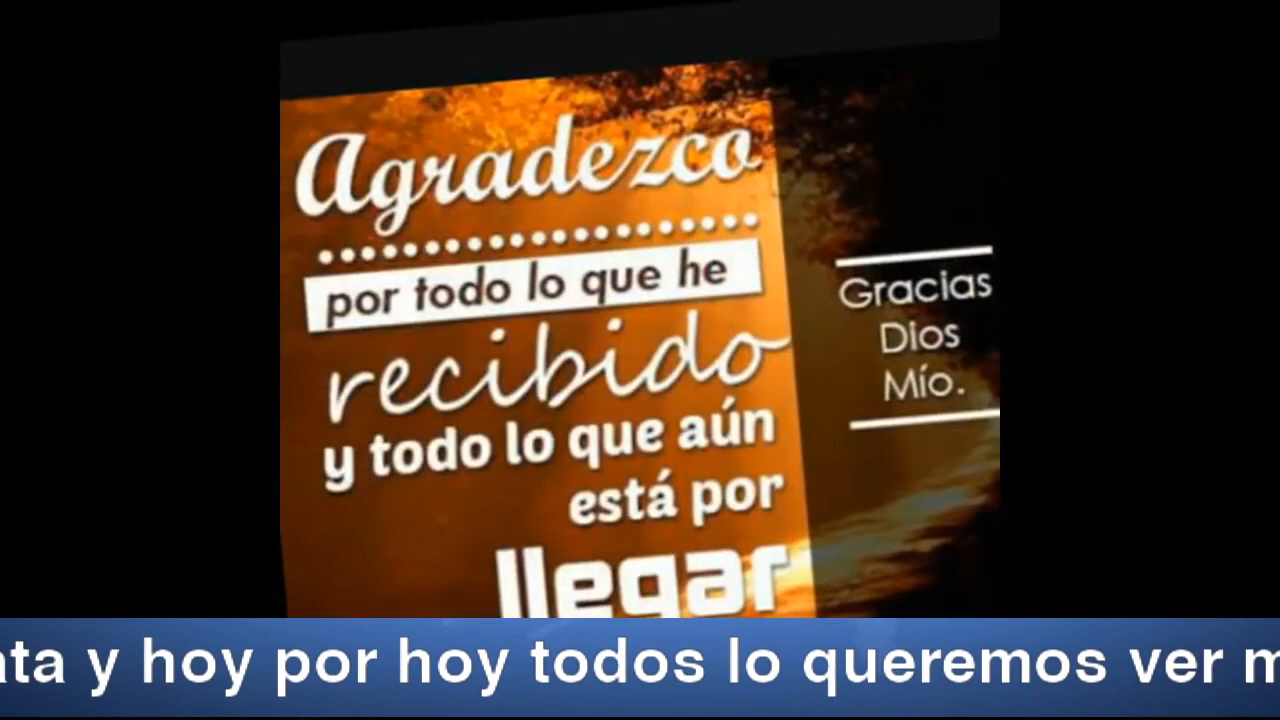 Agradezco
por todo lo que he
recibido
y todo lo que aún
está por
llegar
Gracias
Dios
Mío.
y hoy por hoy todos lo queremos ver